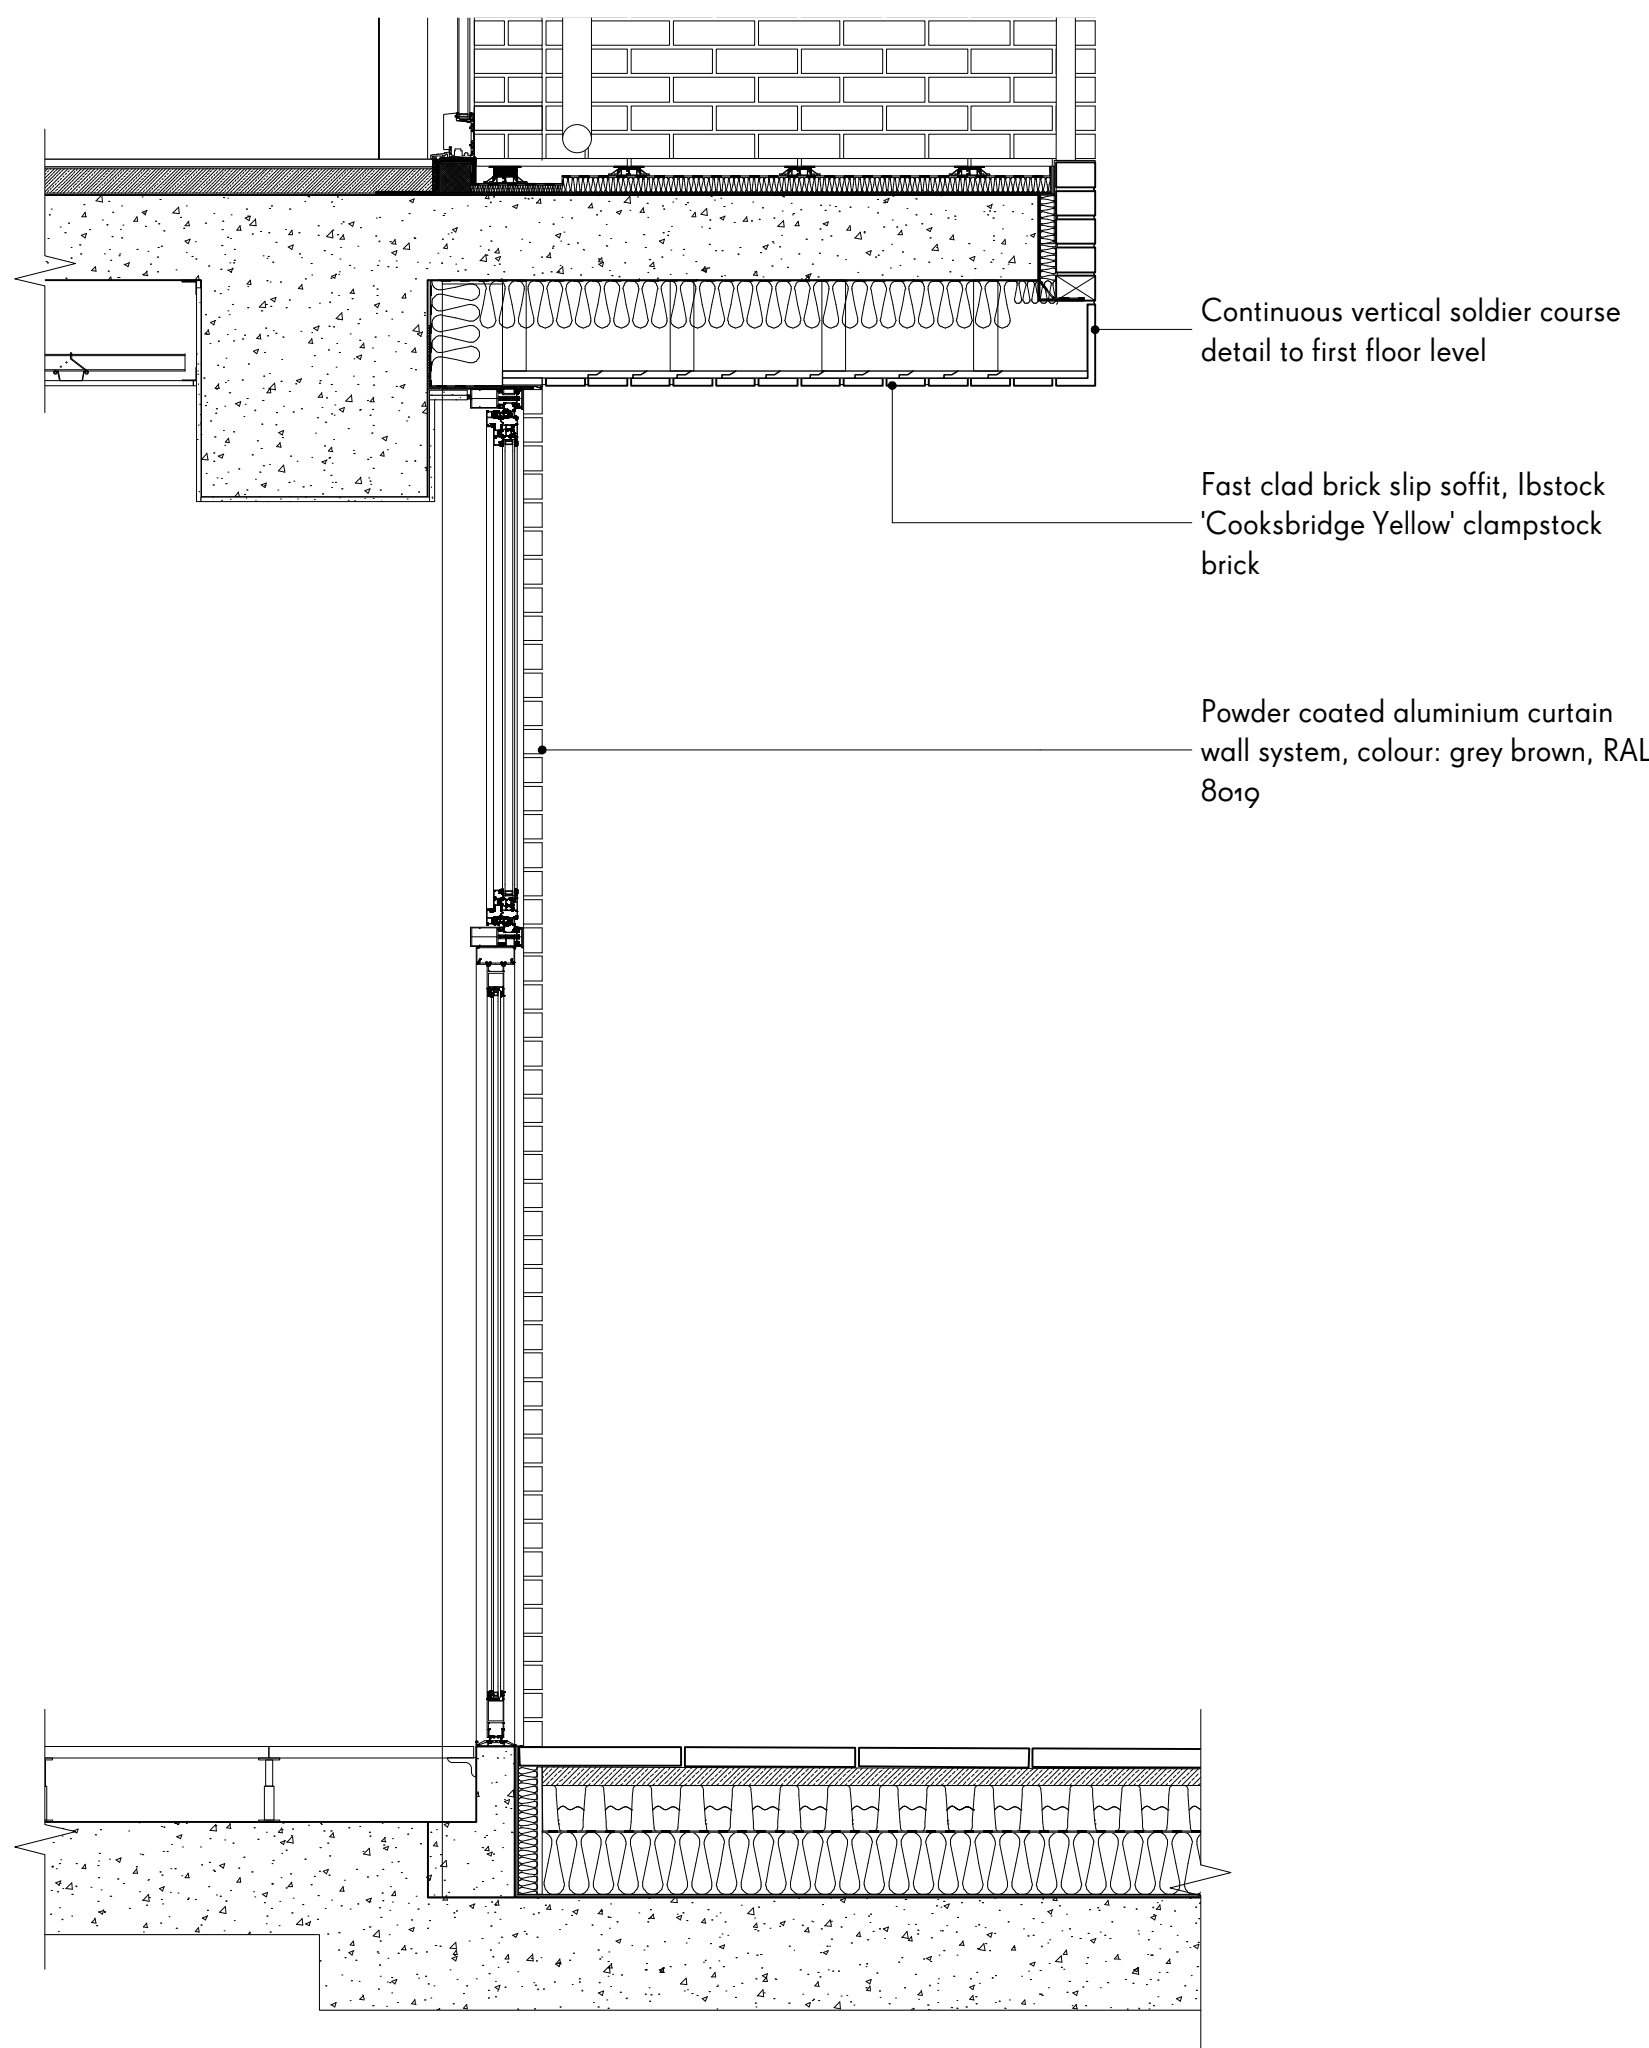 Continuous vertical soldier course
detail to first floor level
Fast clad brick slip soffit, Ibstock
'Cooksbridge Yellow' clampstock
brick
Powder coated aluminium curtain
wall system, colour: grey brown, RAL
8019